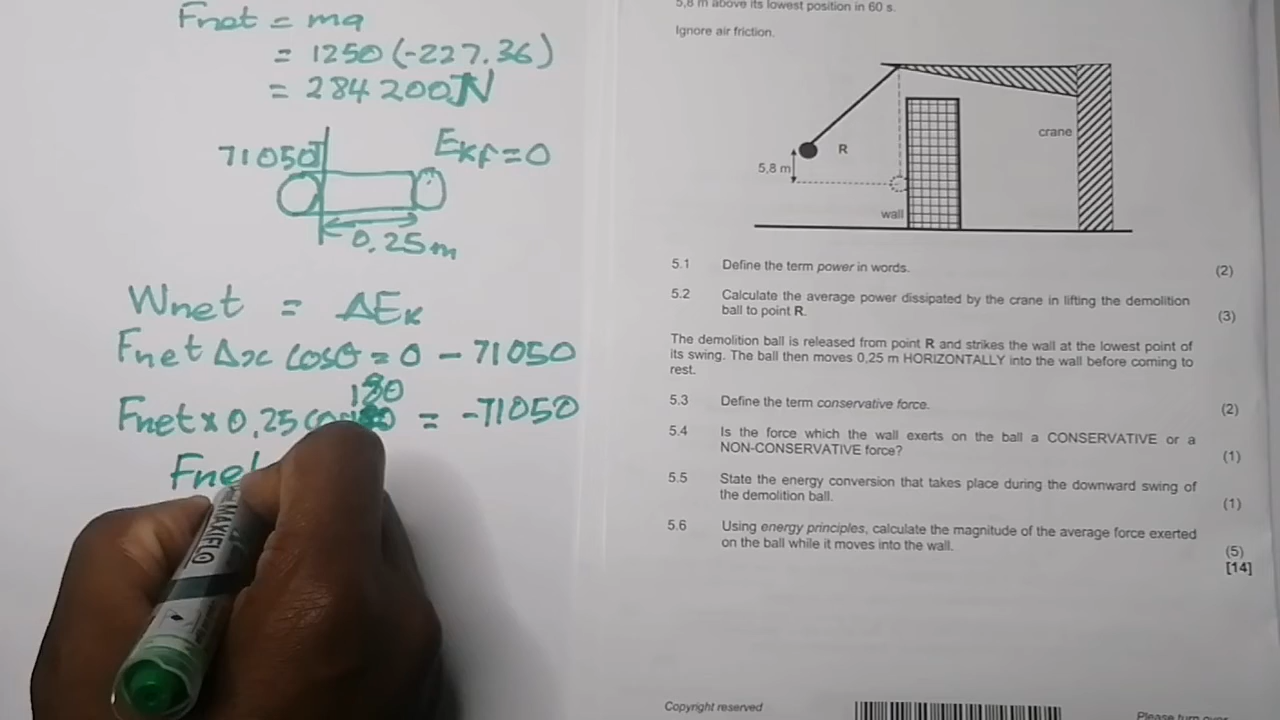 Fnet = ma
= 1250 (-227.36)
= 284 200 N
71050J
EKf = 0
0.25m
Wnet = ΔEK
Fnet Δx cosθ = 0 - 71050
180
Fnet x 0.25 = -71050
Fnet
MAXIFLO
5,8 m above its lowest position in 60 s.
Ignore air friction.
crane
R
5,8 m
wall
5.1 Define the term power in words. (2)
5.2 Calculate the average power dissipated by the crane in lifting the demolition
ball to point R. (3)
The demolition ball is released from point R and strikes the wall at the lowest point of
its swing. The ball then moves 0,25 m HORIZONTALLY into the wall before coming to
rest.
5.3 Define the term conservative force. (2)
5.4 Is the force which the wall exerts on the ball a CONSERVATIVE or a
NON-CONSERVATIVE force? (1)
5.5 State the energy conversion that takes place during the downward swing of
the demolition ball. (1)
5.6 Using energy principles, calculate the magnitude of the average force exerted
on the ball while it moves into the wall. (5)
[14]
Copyright reserved
Please turn over